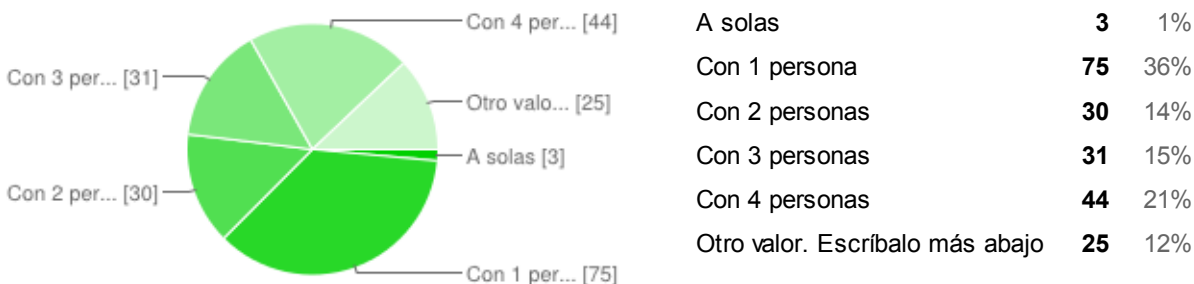 Con 4 per... [44]
Con 3 per... [31]
Otro valo... [25]
A solas [3]
Con 2 per... [30]
Con 1 per... [75]
A solas 3 1%
Con 1 persona 75 36%
Con 2 personas 30 14%
Con 3 personas 31 15%
Con 4 personas 44 21%
Otro valor. Escríbalo más abajo 25 12%